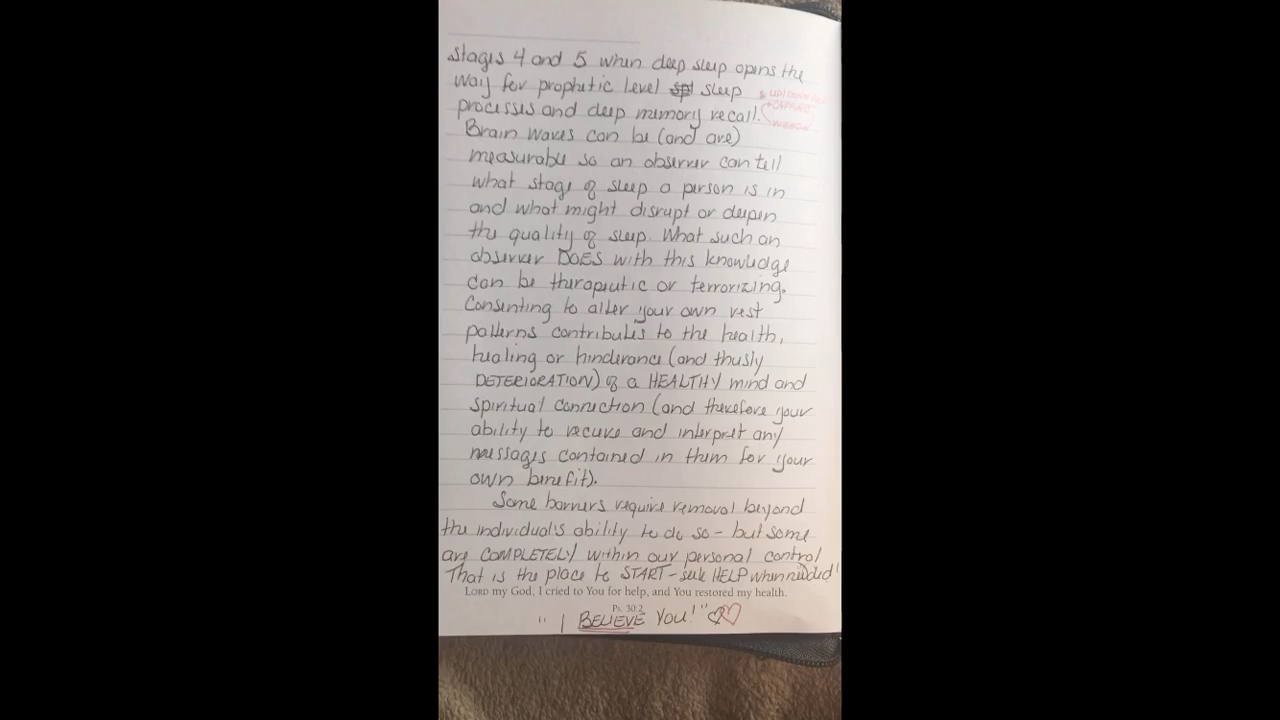 Stages 4 and 5 when deep sleep opens the
way for prophetic level sleep
processes and deep memory recall.
Brain waves can be (and are)
measurable so an observer can tell
what stage of sleep a person is in
and what might disrupt or deepen
the quality of sleep. What such an
observer DOES with this knowledge
can be therapeutic or terrorizing.
Consenting to alter your own rest
patterns contributes to the health,
healing or hinderance (and thusly
DETERIORATION) of a HEALTHY mind and
spiritual connection (and therefore your
ability to recieve and interpret any
messages contained in them for your
own benefit).
Some barriers require removal beyond
the individual's ability to do so - but some
are COMPLETELY within our personal control
That is the place to START - seek HELP when needed!
LORD my God, I cried to You for help, and You restored my health.
Ps. 30:2
"I BELIEVE You!"